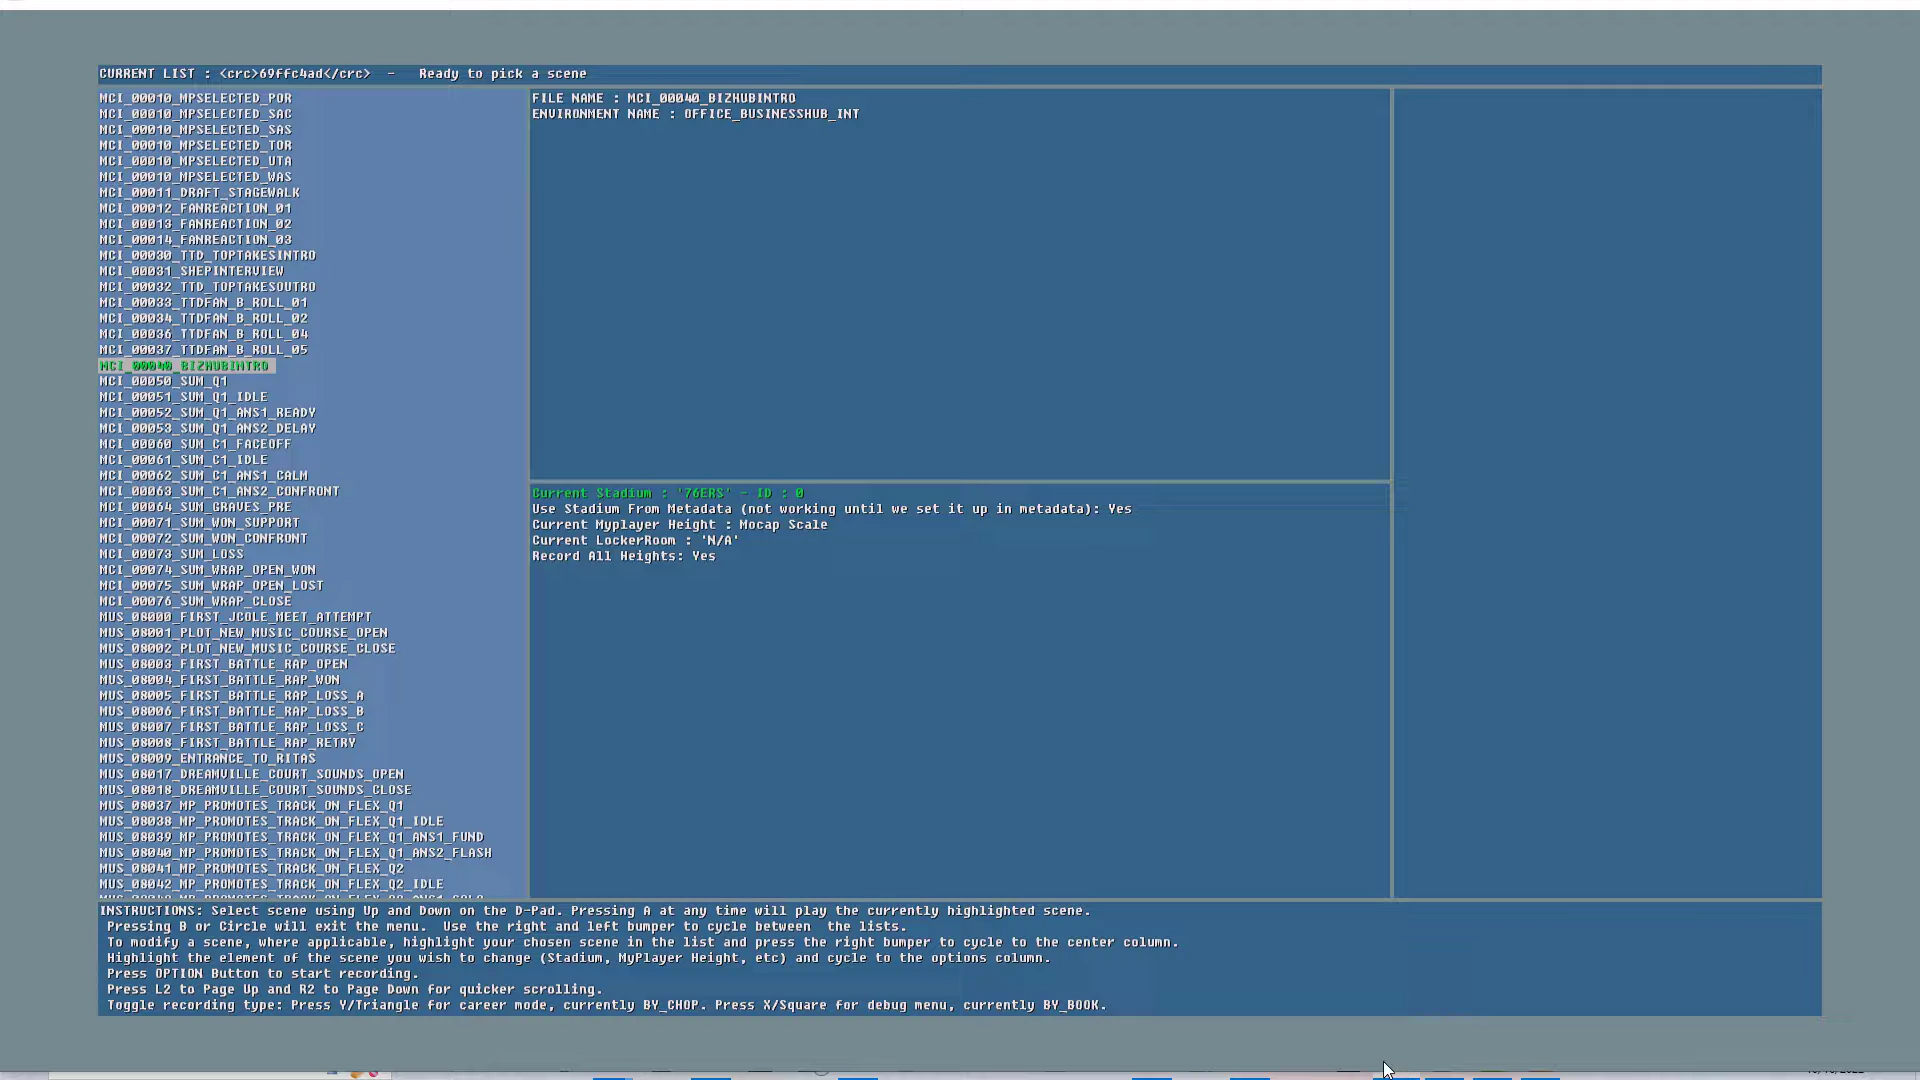 CURRENT LIST : <crc>69ffc4ad</crc>  -   Ready to pick a scene
MCI_00010_MPSELECTED_POR
MCI_00010_MPSELECTED_SAC
MCI_00010_MPSELECTED_SAS
MCI_00010_MPSELECTED_TOR
MCI_00010_MPSELECTED_UTA
MCI_00010_MPSELECTED_WAS
MCI_00011_DRAFT_STAGEWALK
MCI_00012_FANREACTION_01
MCI_00013_FANREACTION_02
MCI_00014_FANREACTION_03
MCI_00030_TTD_TOPTAKESINTRO
MCI_00031_SHEPINTERVIEW
MCI_00032_TTD_TOPTAKESOUTRO
MCI_00033_TTDFAN_B_ROLL_01
MCI_00034_TTDFAN_B_ROLL_02
MCI_00036_TTDFAN_B_ROLL_04
MCI_00037_TTDFAN_B_ROLL_05
MCI_00040_BIZHUBINTRO
MCI_00050_SUM_Q1
MCI_00051_SUM_Q1_IDLE
MCI_00052_SUM_Q1_ANS1_READY
MCI_00053_SUM_Q1_ANS2_DELAY
MCI_00060_SUM_C1_FACEOFF
MCI_00061_SUM_C1_IDLE
MCI_00062_SUM_C1_ANS1_CALM
MCI_00063_SUM_C1_ANS2_CONFRONT
MCI_00064_SUM_GRAVES_PRE
MCI_00071_SUM_WON_SUPPORT
MCI_00072_SUM_WON_CONFRONT
MCI_00073_SUM_LOSS
MCI_00074_SUM_WRAP_OPEN_WON
MCI_00075_SUM_WRAP_OPEN_LOST
MCI_00076_SUM_WRAP_CLOSE
MUS_08000_FIRST_JCOLE_MEET_ATTEMPT
MUS_08001_PLOT_NEW_MUSIC_COURSE_OPEN
MUS_08002_PLOT_NEW_MUSIC_COURSE_CLOSE
MUS_08003_FIRST_BATTLE_RAP_OPEN
MUS_08004_FIRST_BATTLE_RAP_WON
MUS_08005_FIRST_BATTLE_RAP_LOSS_A
MUS_08006_FIRST_BATTLE_RAP_LOSS_B
MUS_08007_FIRST_BATTLE_RAP_LOSS_C
MUS_08008_FIRST_BATTLE_RAP_RETRY
MUS_08009_ENTRANCE_TO_RITAS
MUS_08017_DREAMVILLE_COURT_SOUNDS_OPEN
MUS_08018_DREAMVILLE_COURT_SOUNDS_CLOSE
MUS_08037_MP_PROMOTES_TRACK_ON_FLEX_Q1
MUS_08038_MP_PROMOTES_TRACK_ON_FLEX_Q1_IDLE
MUS_08039_MP_PROMOTES_TRACK_ON_FLEX_Q1_ANS1_FUND
MUS_08040_MP_PROMOTES_TRACK_ON_FLEX_Q1_ANS2_FLASH
MUS_08041_MP_PROMOTES_TRACK_ON_FLEX_Q2
MUS_08042_MP_PROMOTES_TRACK_ON_FLEX_Q2_IDLE
FILE NAME : MCI_00040_BIZHUBINTRO
ENVIRONMENT NAME : OFFICE_BUSINESSHUB_INT
Current Stadium : '76ERS' - ID : 0
Use Stadium From Metadata (not working until we set it up in metadata): Yes
Current Myplayer Height : Mocap Scale
Current LockerRoom : 'N/A'
Record All Heights: Yes
INSTRUCTIONS: Select scene using Up and Down on the D-Pad. Pressing A at any time will play the currently highlighted scene.
Pressing B or Circle will exit the menu.  Use the right and left bumper to cycle between  the lists.
To modify a scene, where applicable, highlight your chosen scene in the list and press the right bumper to cycle to the center column.
Highlight the element of the scene you wish to change (Stadium, MyPlayer Height, etc) and cycle to the options column.
Press OPTION Button to start recording.
Press L2 to Page Up and R2 to Page Down for quicker scrolling.
Toggle recording type: Press Y/Triangle for career mode, currently BY_CHOP. Press X/Square for debug menu, currently BY_BOOK.